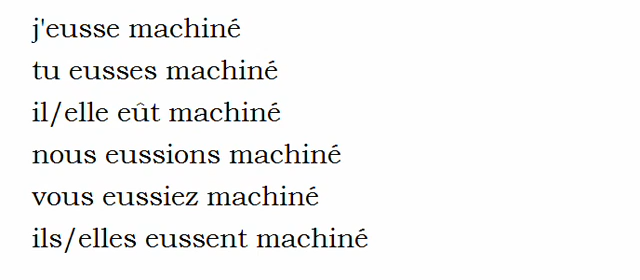 j'eusse machiné
tu eusses machiné
il/elle eût machiné
nous eussions machiné
vous eussiez machiné
ils/elles eussent machiné